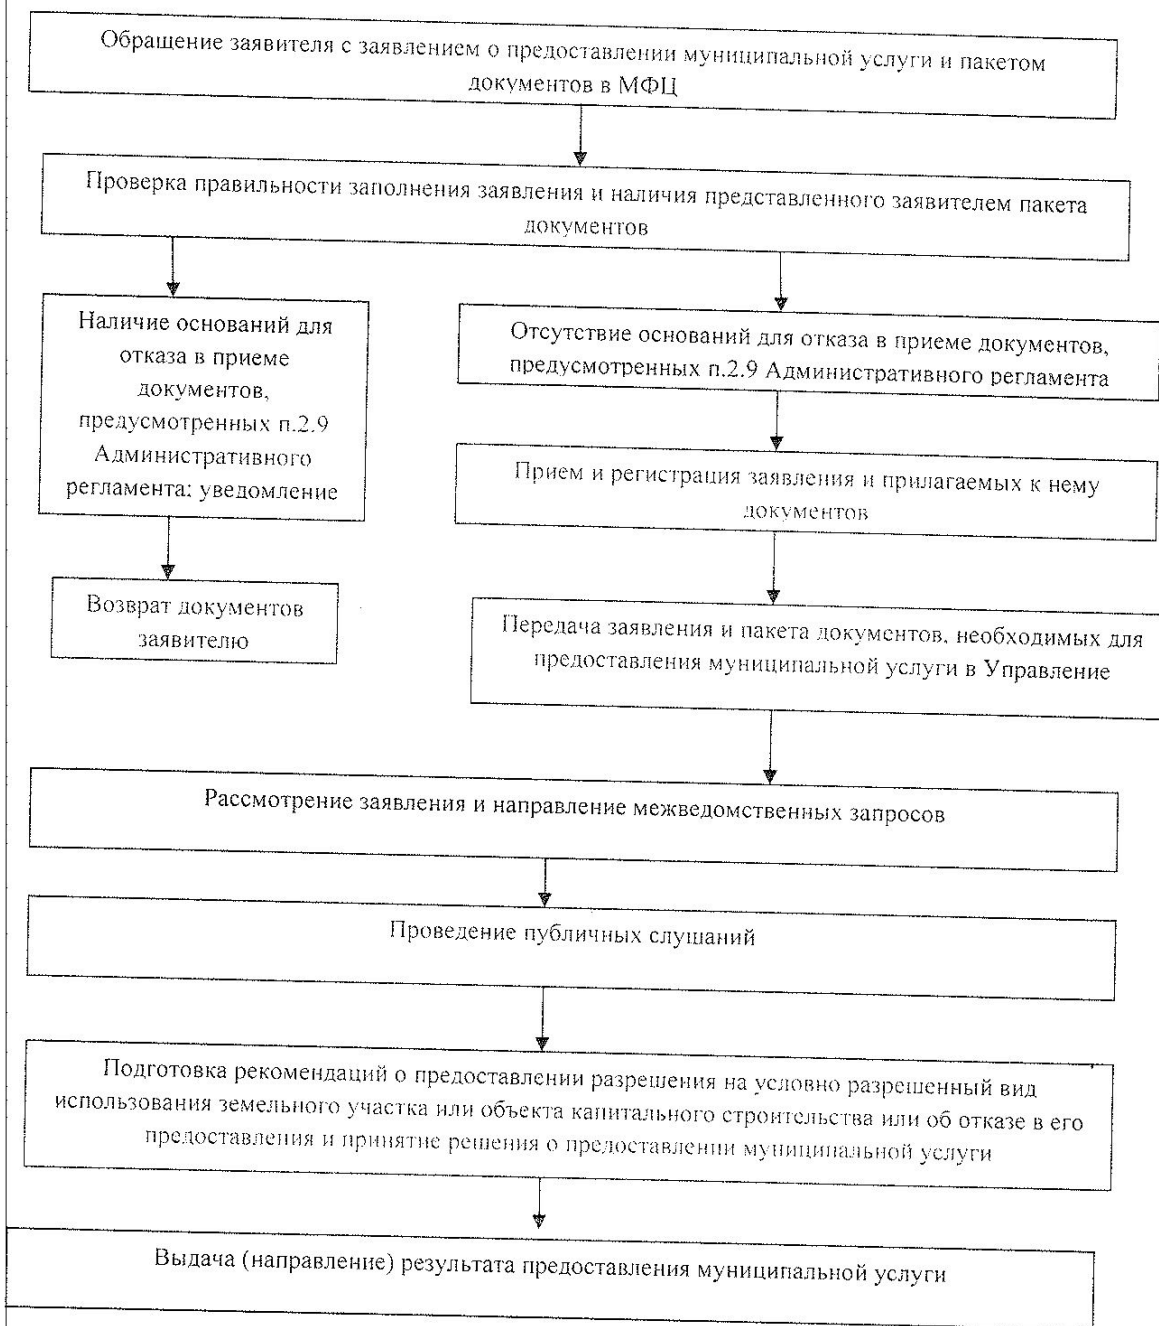 Обращение заявителя с заявлением о предоставлении муниципальной услуги и пакетом
документов в МФЦ
Проверка правильности заполнения заявления и наличия представленного заявителем пакета
документов
Наличие оснований для
отказа в приеме
документов,
предусмотренных п.2.9
Административного
регламента; уведомление
Отсутствие оснований для отказа в приеме документов,
предусмотренных п.2.9 Административного регламента
Прием и регистрация заявления и прилагаемых к нему
документов
Возврат документов
заявителю
Передача заявления и пакета документов, необходимых для
предоставления муниципальной услуги в Управление
Рассмотрение заявления и направление межведомственных запросов
Проведение публичных слушаний
Подготовка рекомендаций о предоставлении разрешения на условно разрешенный вид
использования земельного участка или объекта капитального строительства или об отказе в его
предоставления и принятие решения о предоставлении муниципальной услуги
Выдача (направление) результата предоставления муниципальной услуги